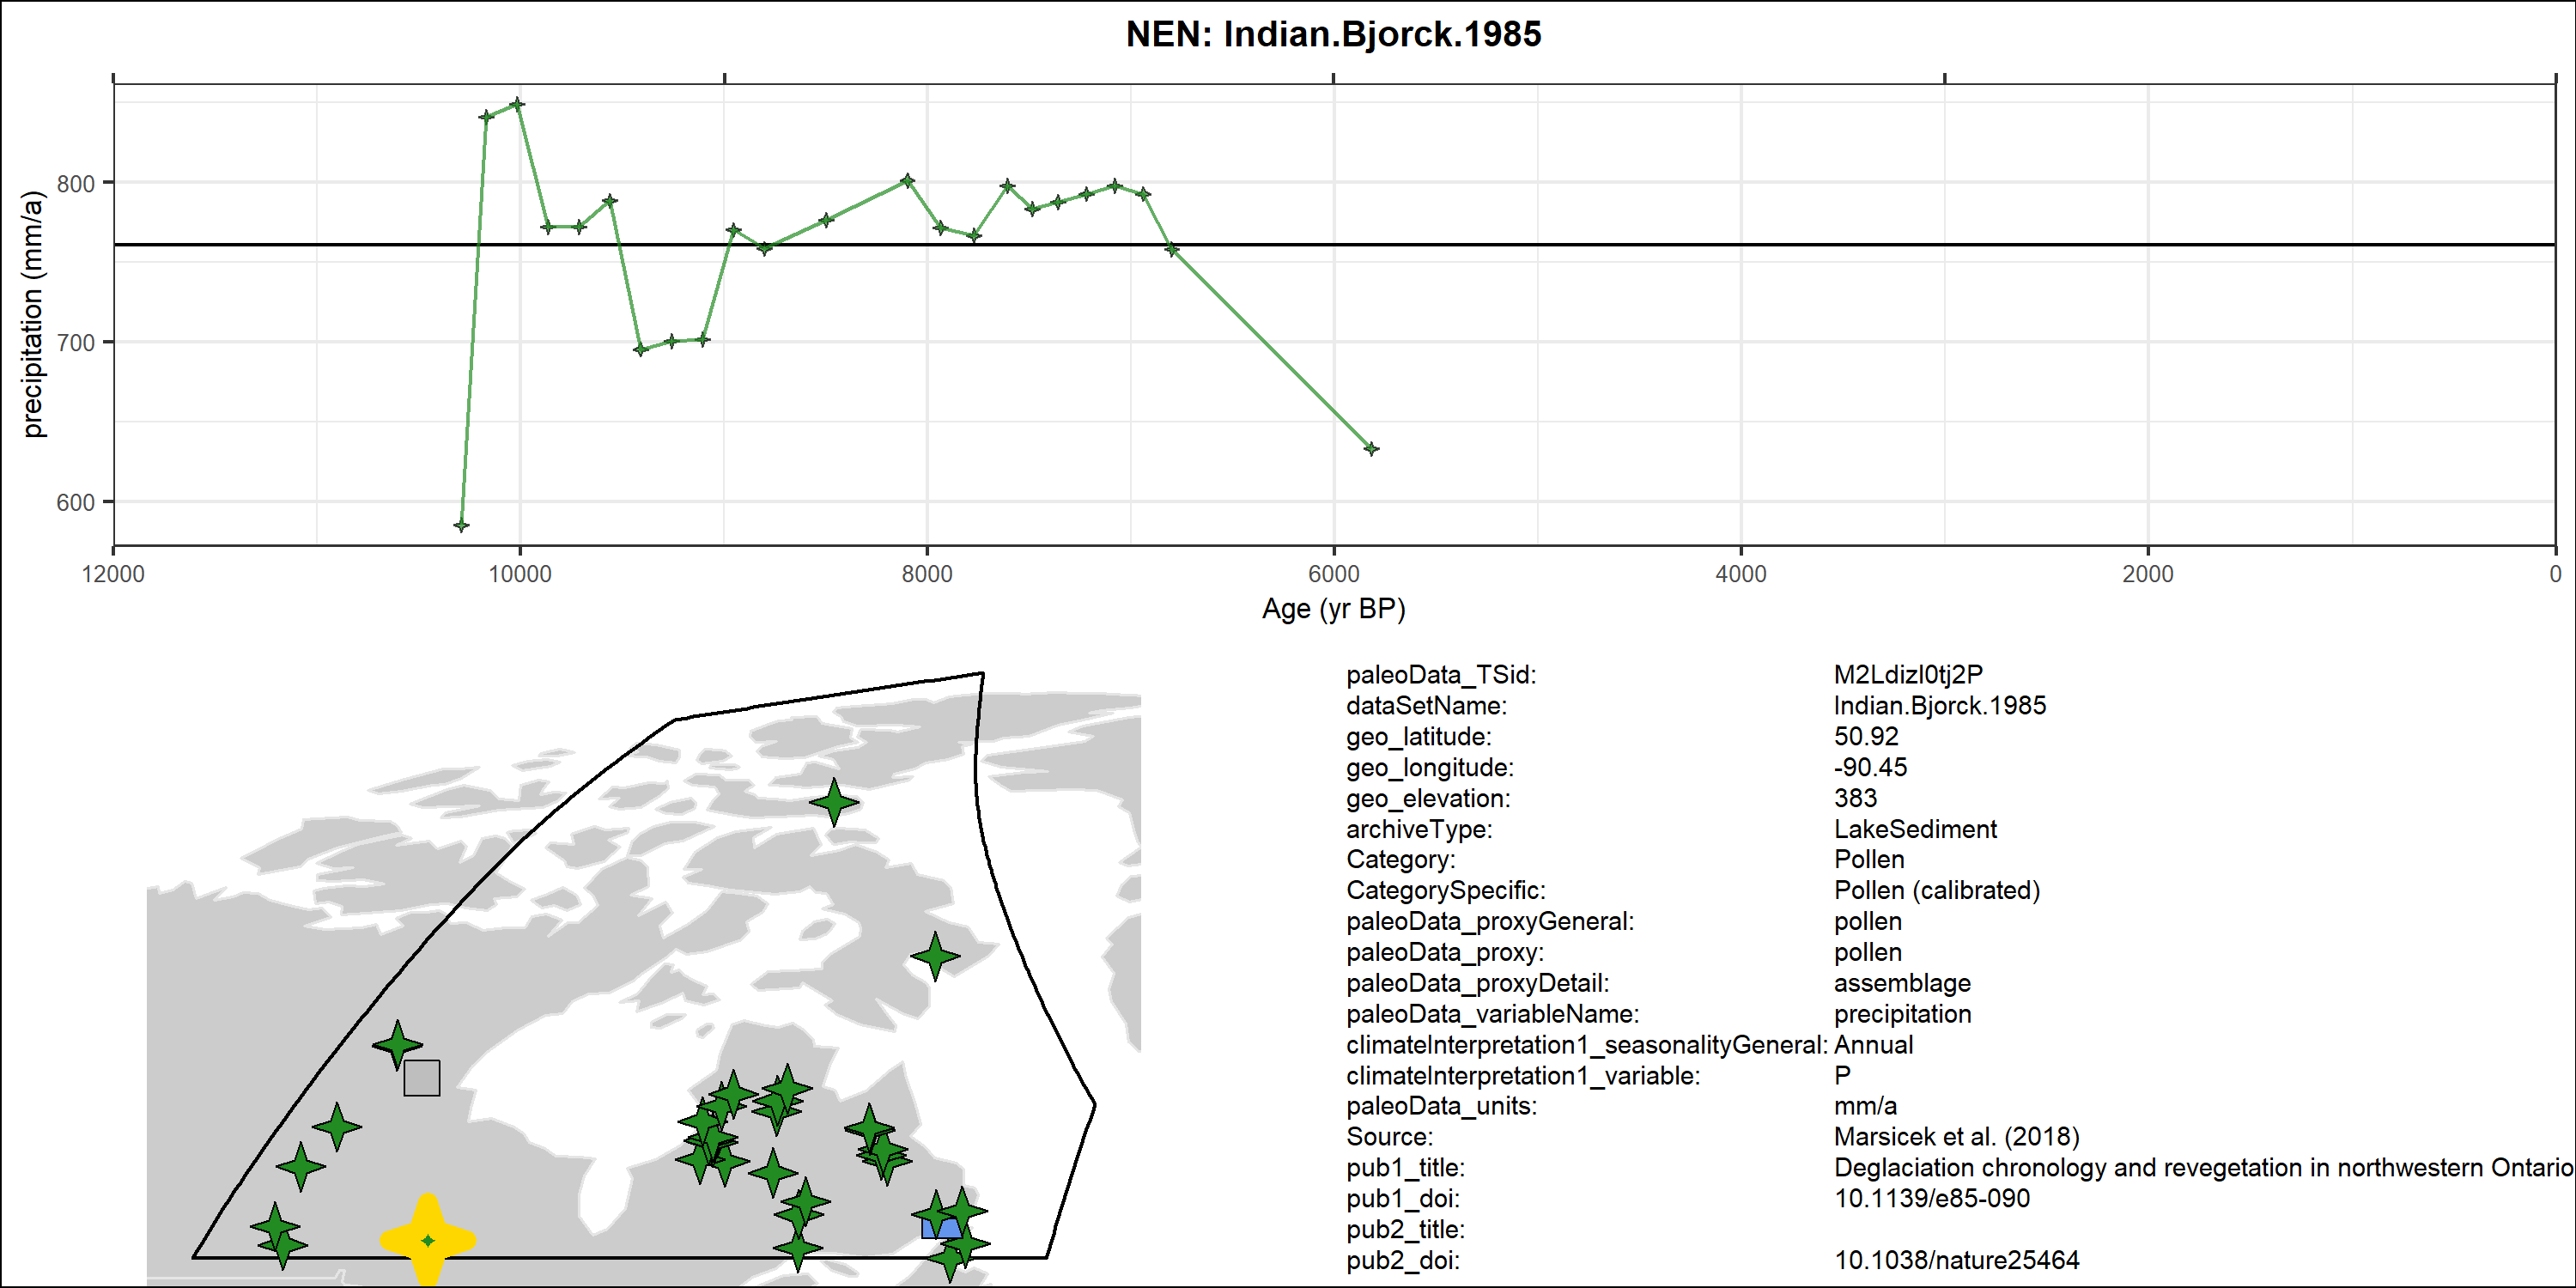 NEN: Indian.Bjorck.1985
precipitation (mm/a)
800
700
600
12000 10000 8000 6000 4000 2000 0
Age (yr BP)
paleoData_TSid: M2LdizI0tj2P
dataSetName: Indian.Bjorck.1985
geo_latitude: 50.92
geo_longitude: -90.45
geo_elevation: 383
archiveType: LakeSediment
Category: Pollen
CategorySpecific: Pollen (calibrated)
paleoData_proxyGeneral: pollen
paleoData_proxy: pollen
paleoData_proxyDetail: assemblage
paleoData_variableName: precipitation
climateInterpretation1_seasonalityGeneral: Annual
climateInterpretation1_variable: P
paleoData_units: mm/a
Source: Marsicek et al. (2018)
pub1_title: Deglaciation chronology and revegetation in northwestern Ontario
pub1_doi: 10.1139/e85-090
pub2_title:
pub2_doi: 10.1038/nature25464